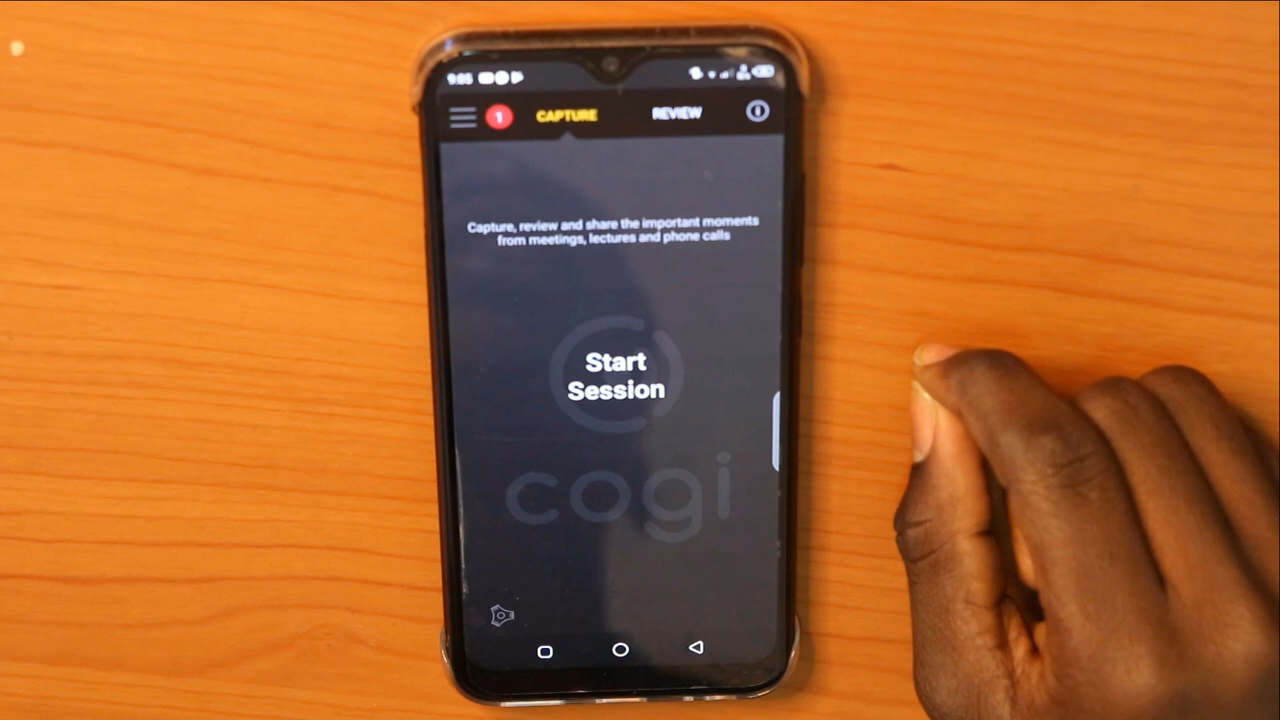 9:05
1 CAPTURE REVIEW
Capture, review and share the important moments
from meetings, lectures and phone calls
Start
Session
cogi